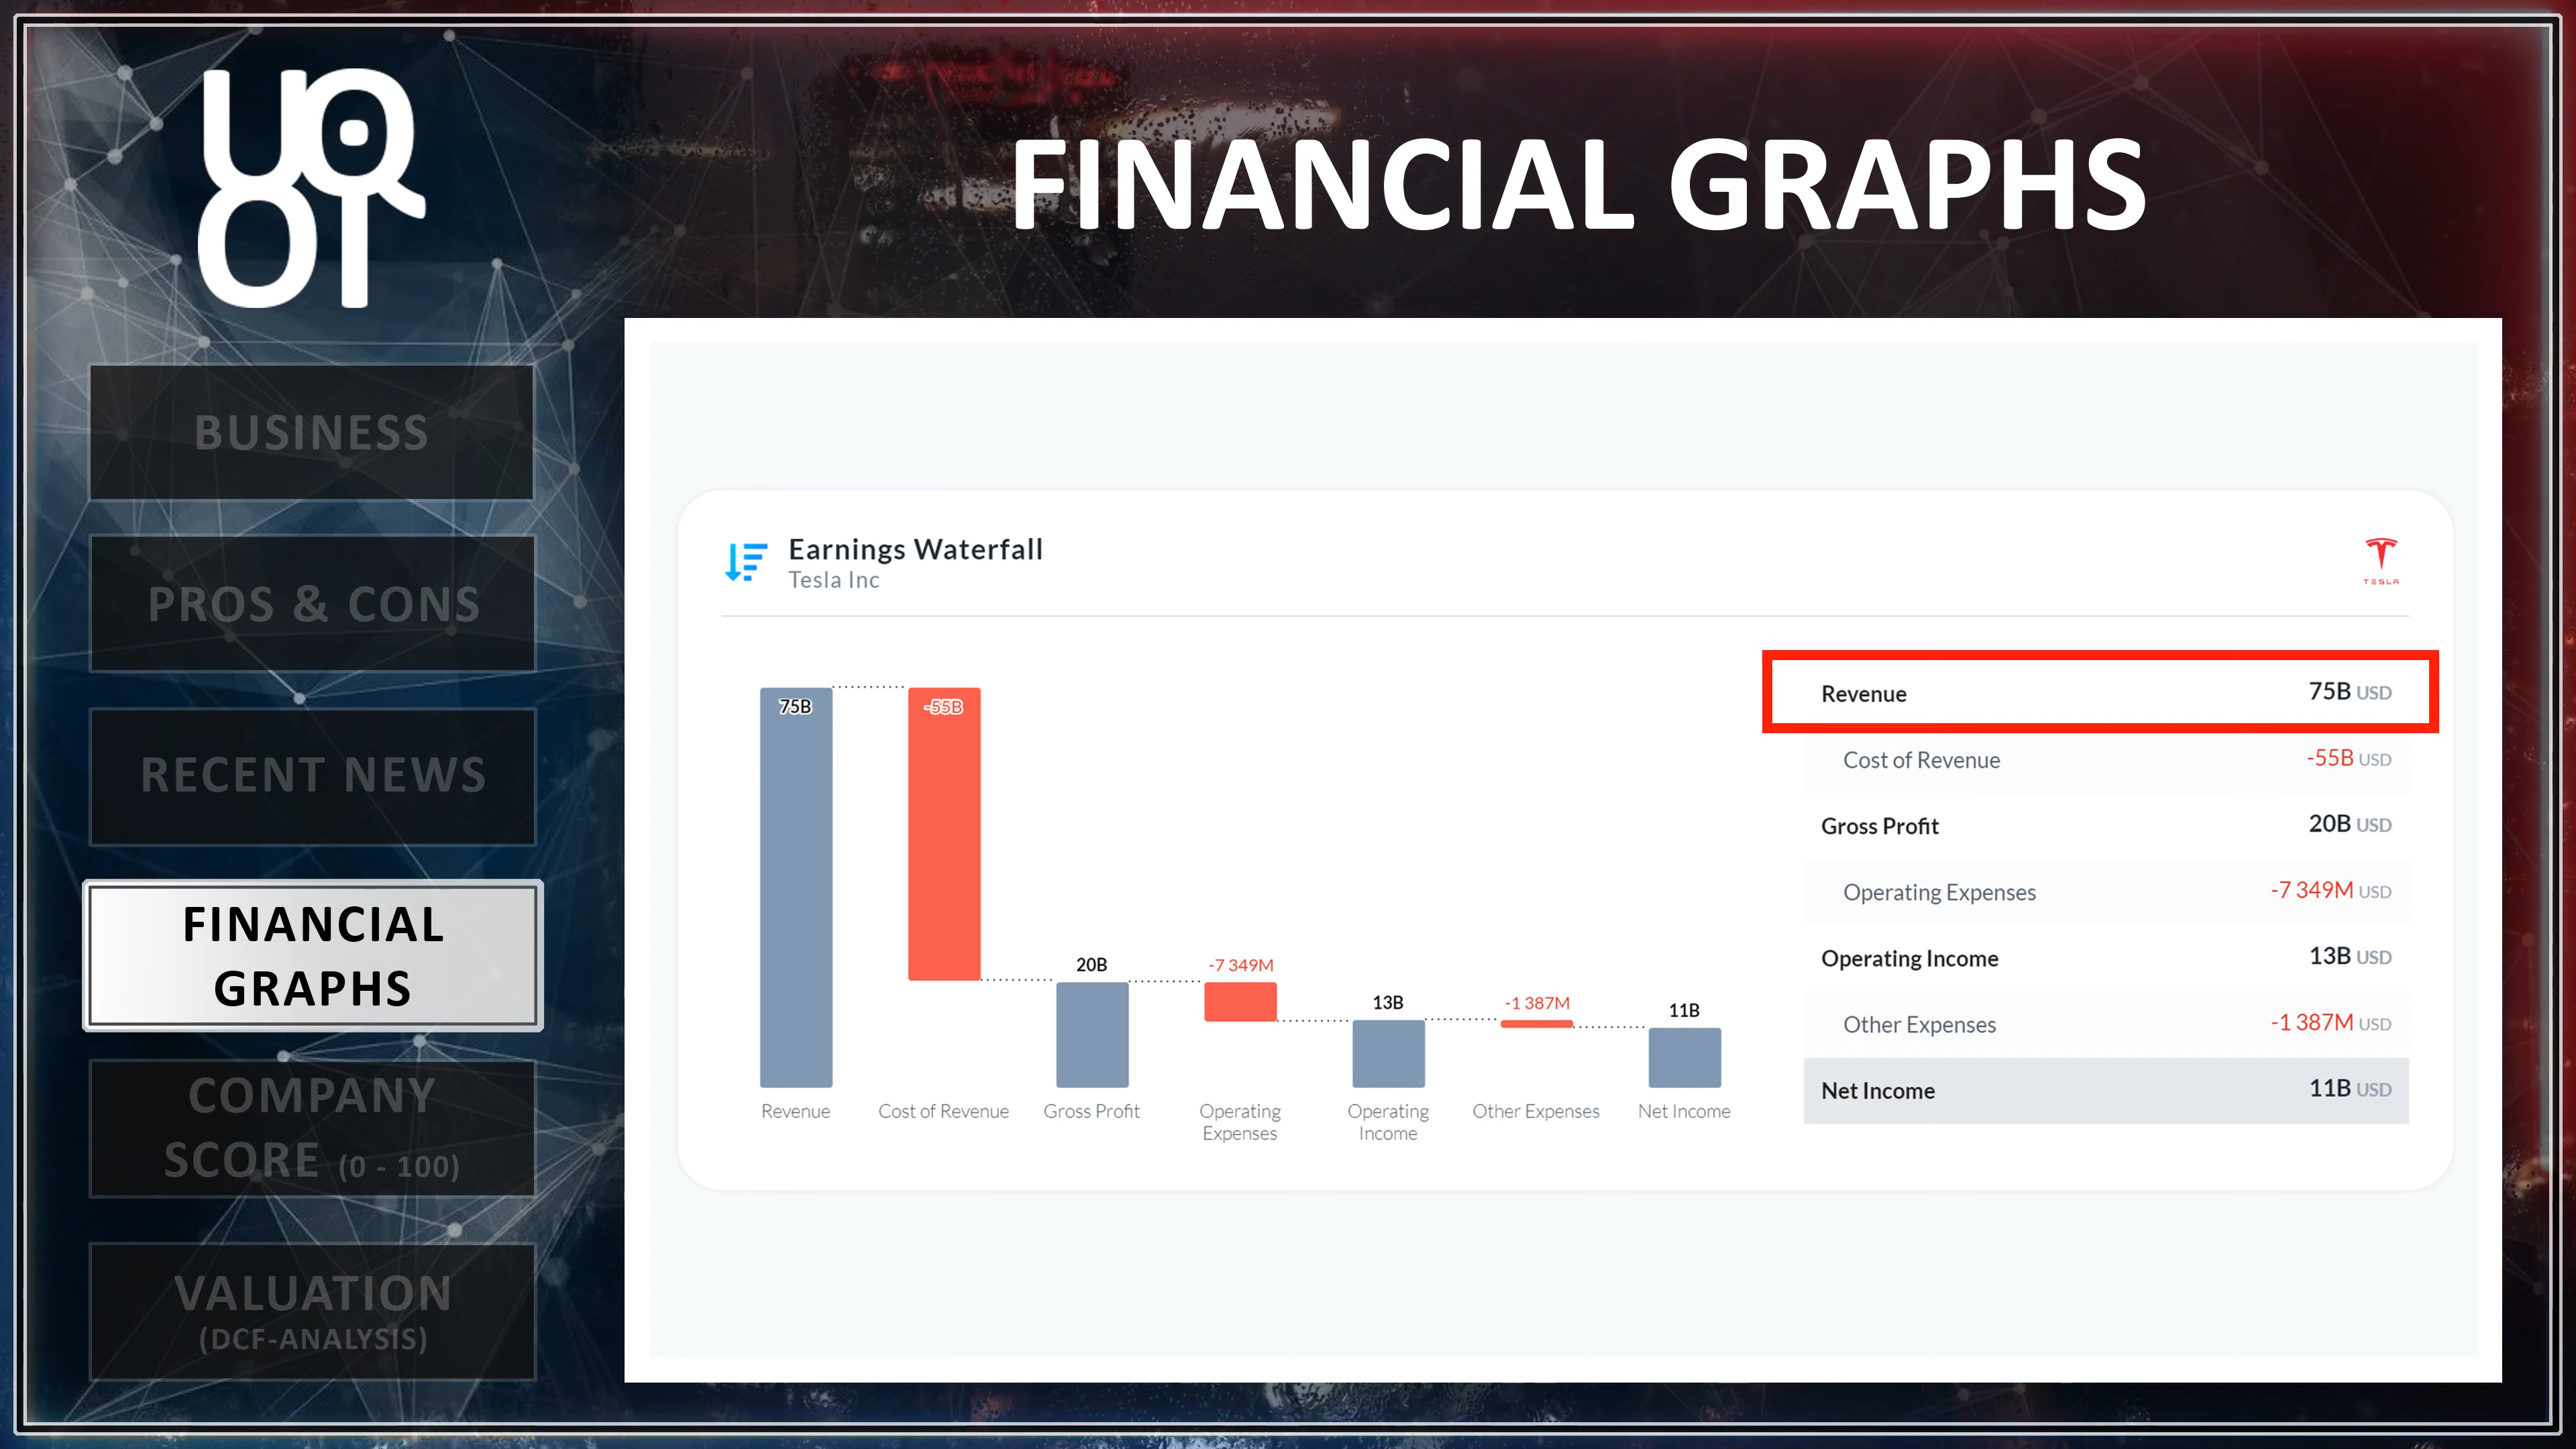 UQ
OT
FINANCIAL GRAPHS
BUSINESS
PROS & CONS
RECENT NEWS
FINANCIAL
GRAPHS
COMPANY
SCORE (0 - 100)
VALUATION
(DCF-ANALYSIS)
Earnings Waterfall
Tesla Inc
TESLA
75B
-55B
20B
-7 349M
13B
-1 387M
11B
Revenue
Cost of Revenue
Gross Profit
Operating
Expenses
Operating
Income
Other Expenses
Net Income
Revenue 75B USD
Cost of Revenue -55B USD
Gross Profit 20B USD
Operating Expenses -7 349M USD
Operating Income 13B USD
Other Expenses -1 387M USD
Net Income 11B USD